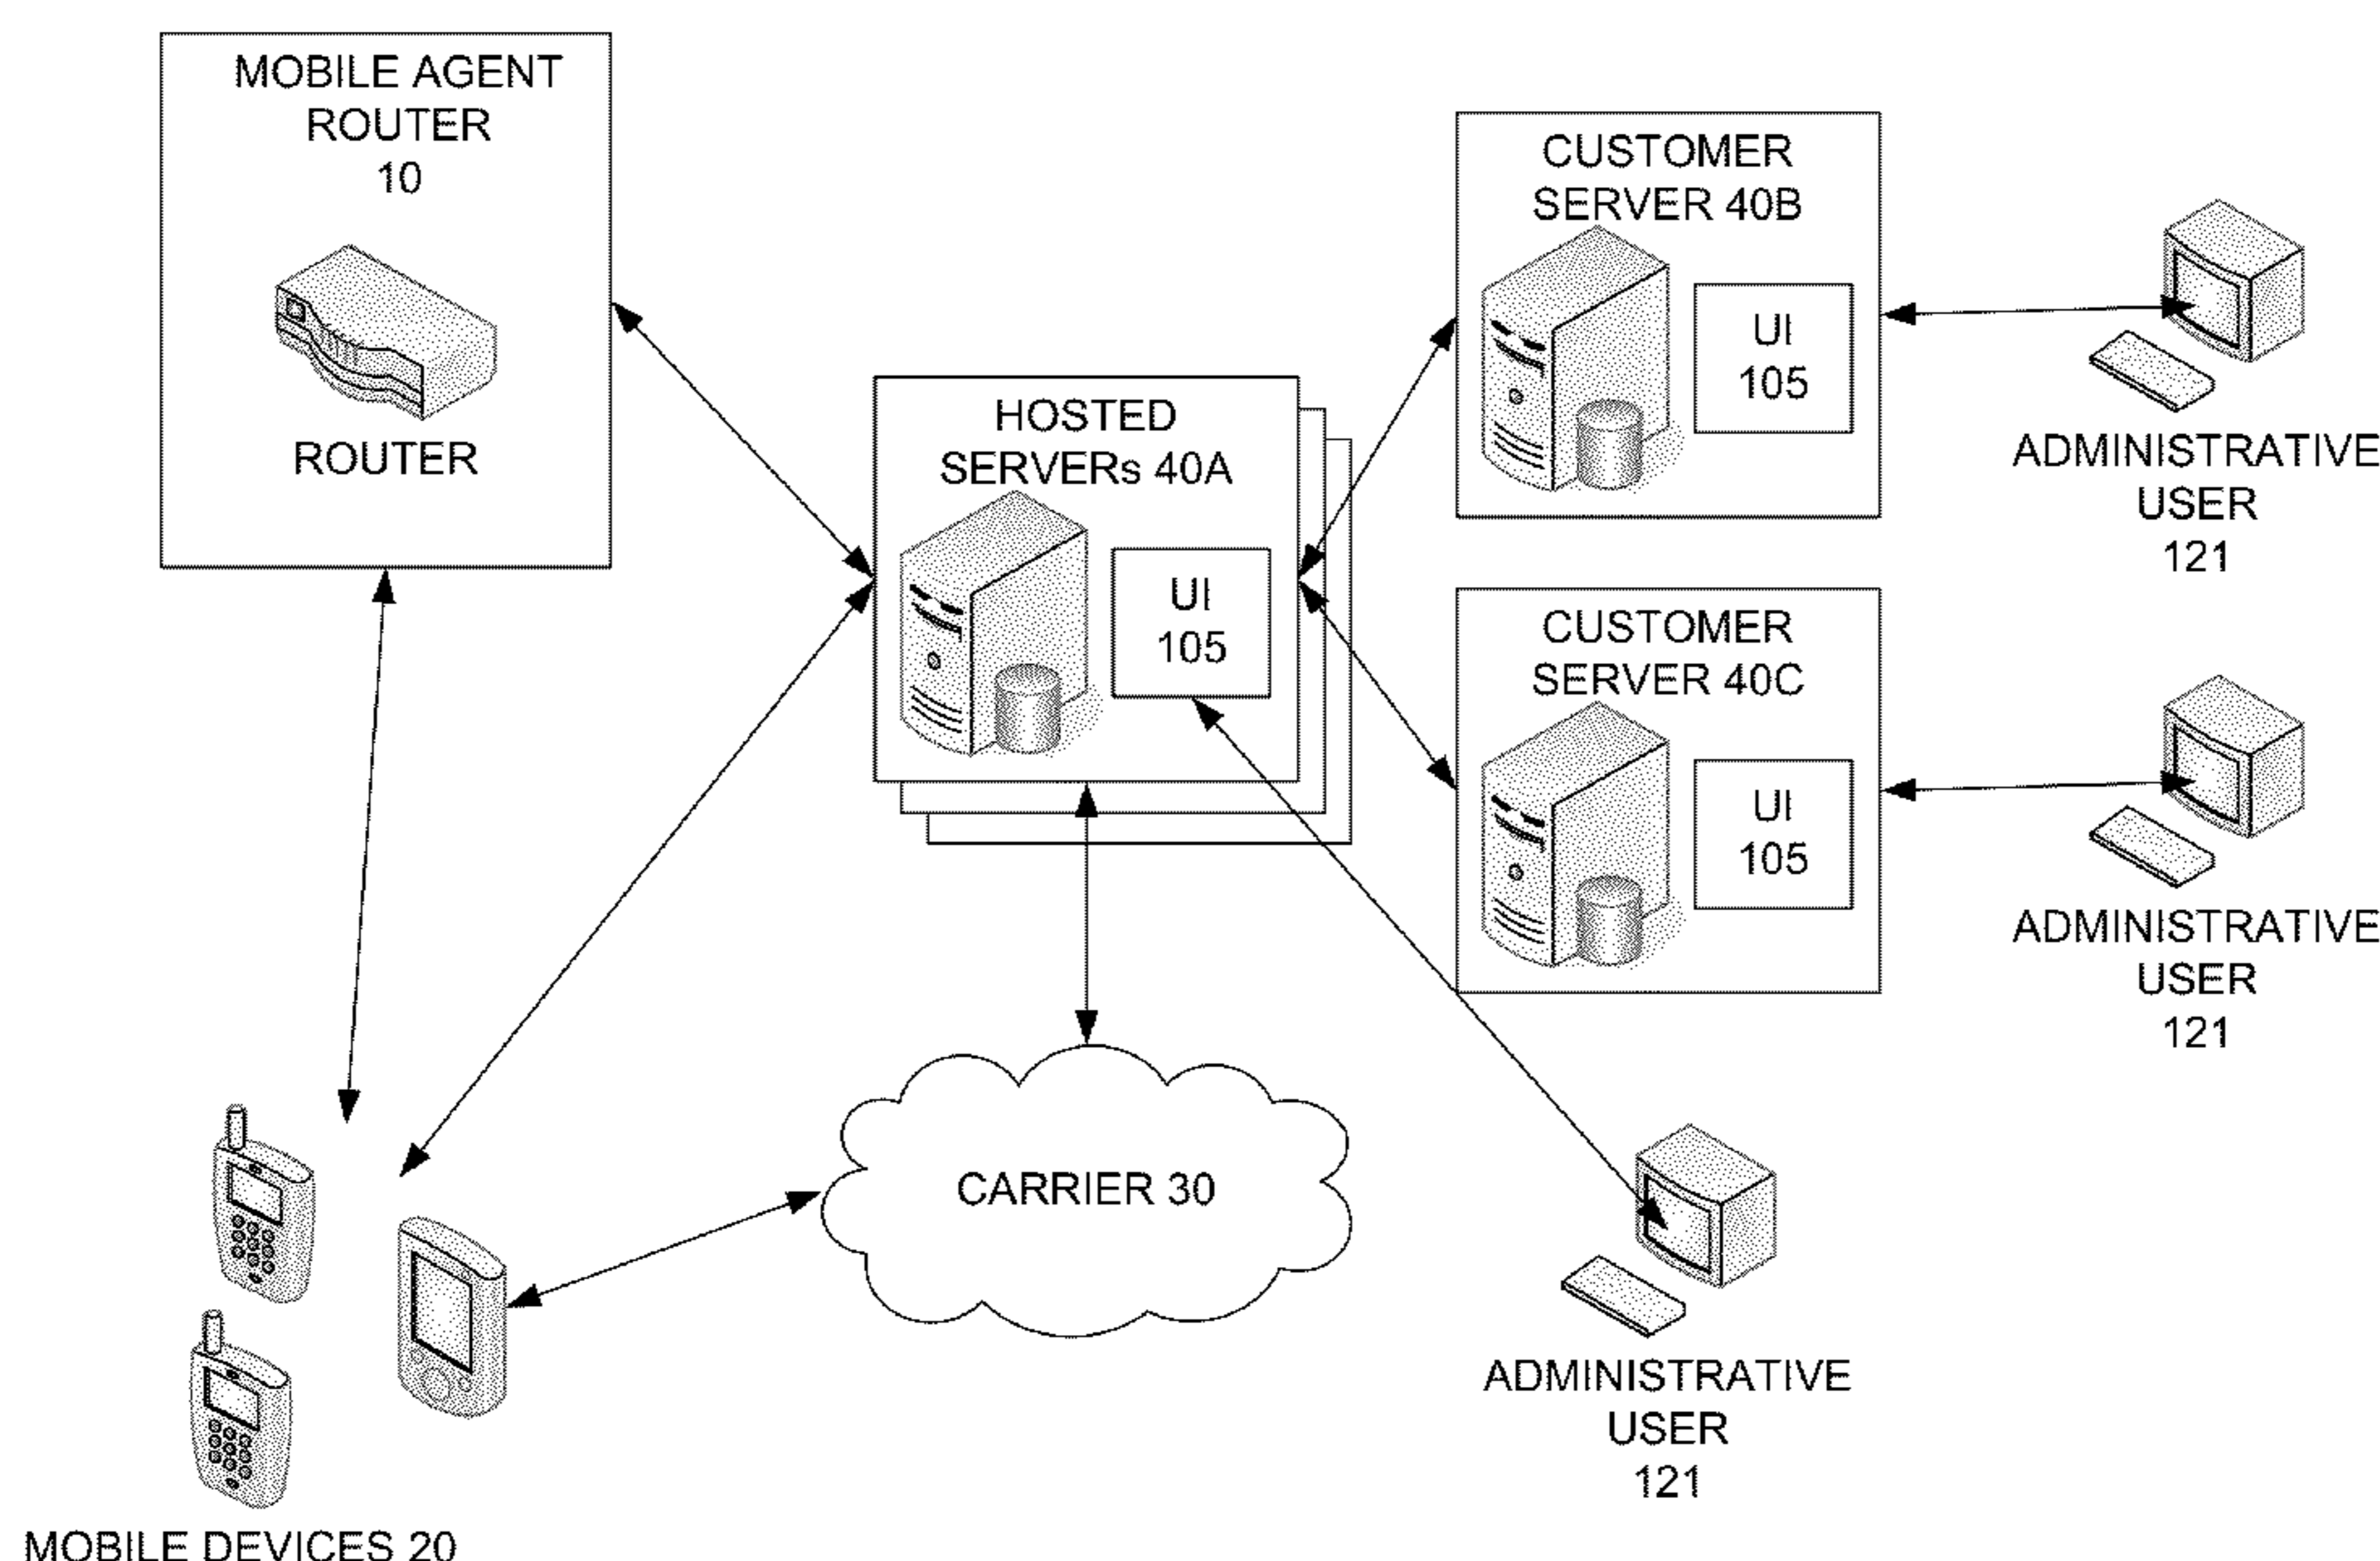 MOBILE AGENT
ROUTER
10
ROUTER
HOSTED
SERVERs 40A
UI
105
CUSTOMER
SERVER 40B
UI
105
ADMINISTRATIVE
USER
121
CUSTOMER
SERVER 40C
UI
105
ADMINISTRATIVE
USER
121
CARRIER 30
ADMINISTRATIVE
USER
121
MOBILE DEVICES 20